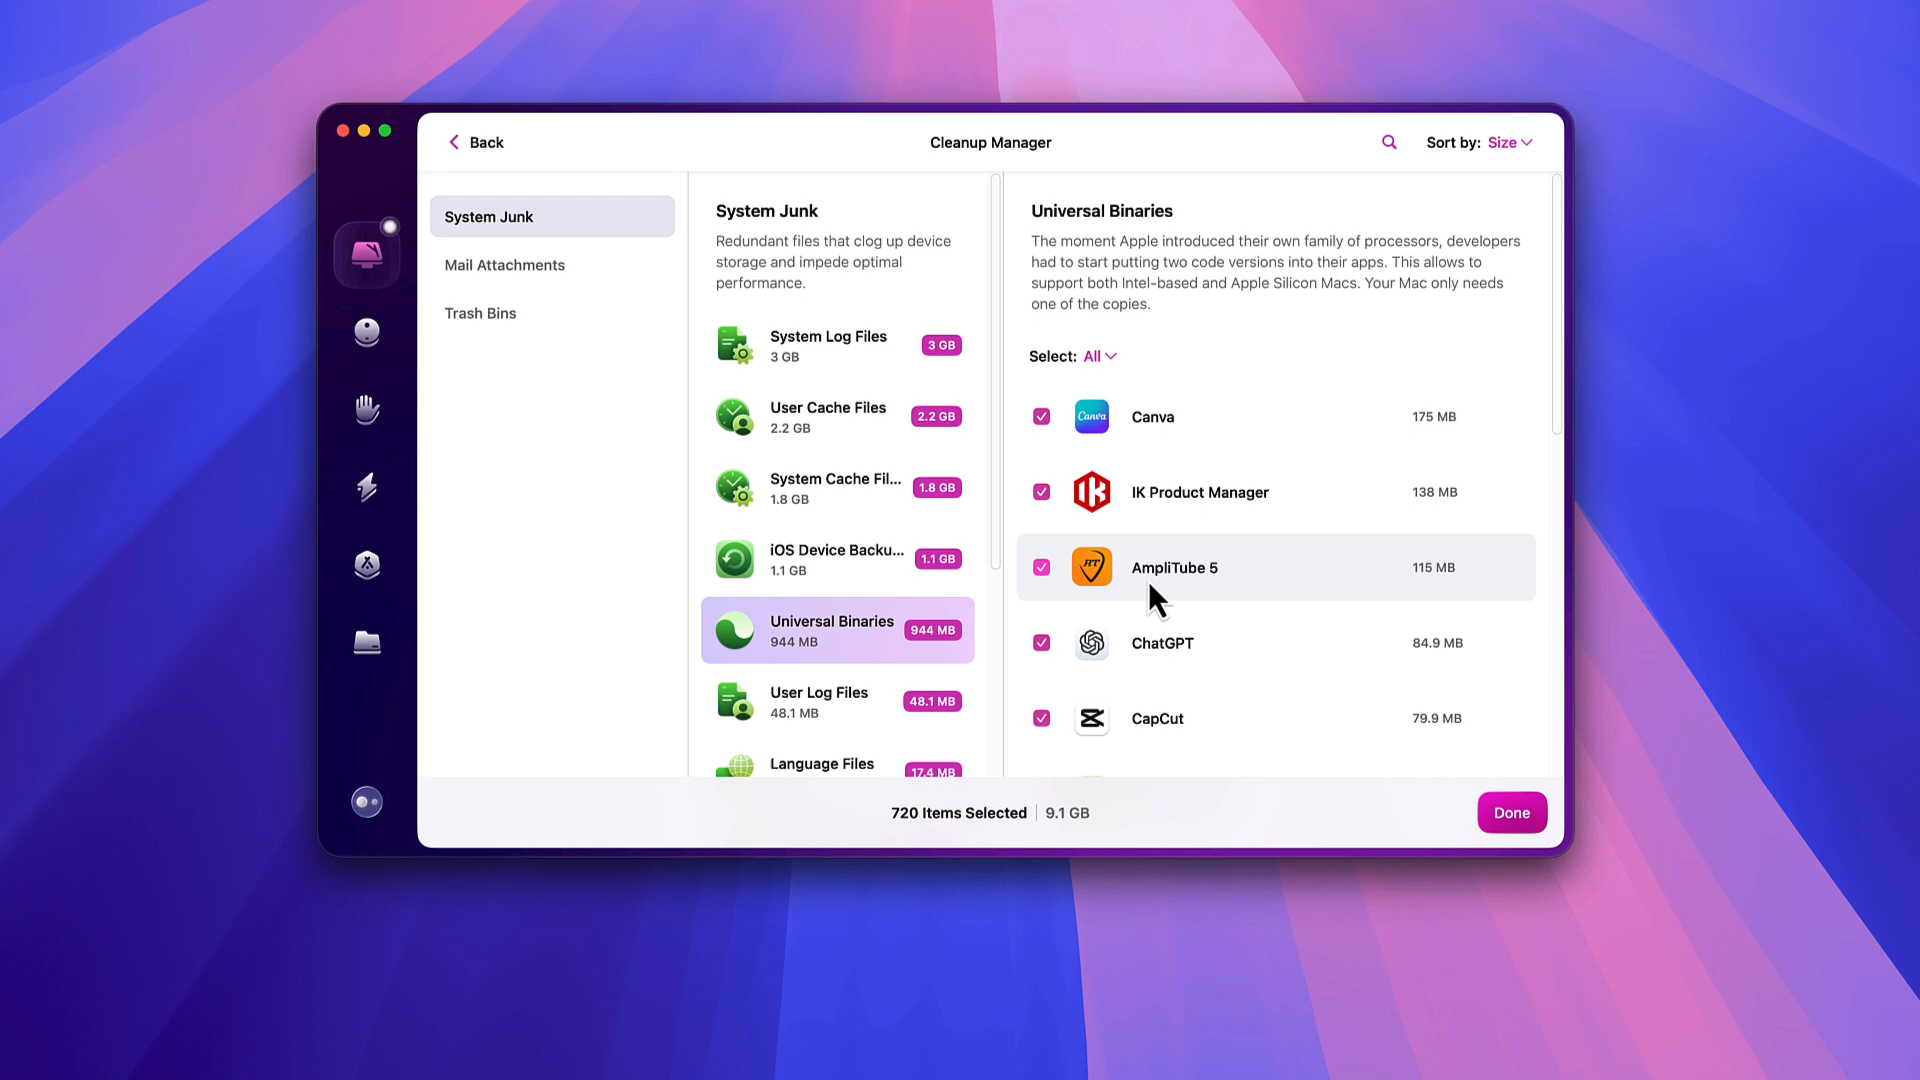 Back
Cleanup Manager
Sort by: Size
System Junk
Mail Attachments
Trash Bins
System Junk
Redundant files that clog up device
storage and impede optimal
performance.
System Log Files
3 GB
3 GB
User Cache Files
2.2 GB
2.2 GB
System Cache Fil...
1.8 GB
1.8 GB
iOS Device Backu...
1.1 GB
1.1 GB
Universal Binaries
944 MB
944 MB
User Log Files
48.1 MB
48.1 MB
Language Files
17.4 MB
Universal Binaries
The moment Apple introduced their own family of processors, developers
had to start putting two code versions into their apps. This allows to
support both Intel-based and Apple Silicon Macs. Your Mac only needs
one of the copies.
Select: All
Canva
Canva
175 MB
IK
IK Product Manager
138 MB
AT
AmpliTube 5
115 MB
ChatGPT
84.9 MB
CapCut
79.9 MB
720 Items Selected
9.1 GB
Done